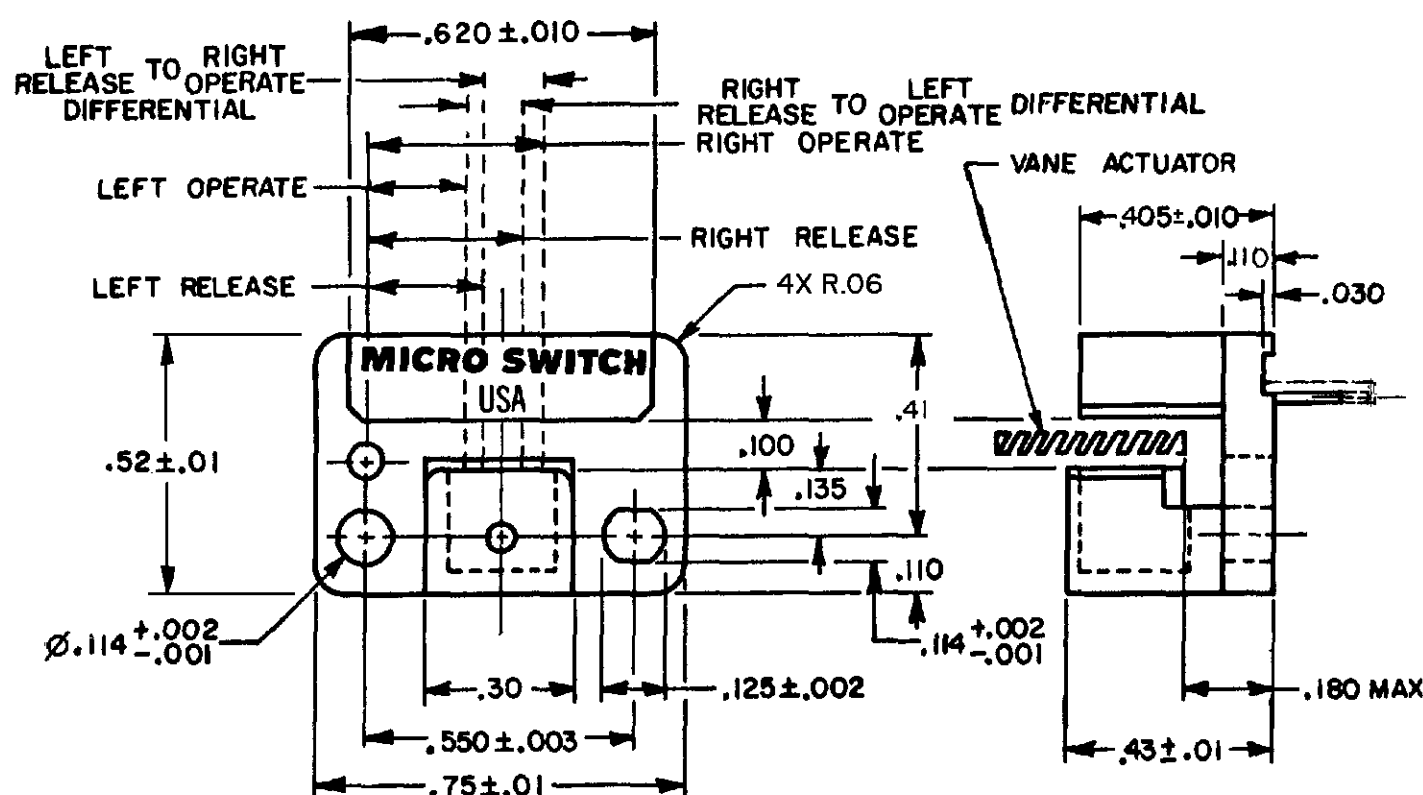 .620±.010
LEFT RELEASE TO RIGHT OPERATE DIFFERENTIAL
RIGHT RELEASE TO LEFT OPERATE DIFFERENTIAL
RIGHT OPERATE
VANE ACTUATOR
LEFT OPERATE
.405±.010
RIGHT RELEASE
.110
LEFT RELEASE
4X R.06
.030
MICRO SWITCH
USA
.41
.100
.52±.01
.135
.110
Ø.114 +.002 -.001
.114 +.002 -.001
.30
.125±.002
.180 MAX
.550±.003
.43±.01
.75±.01